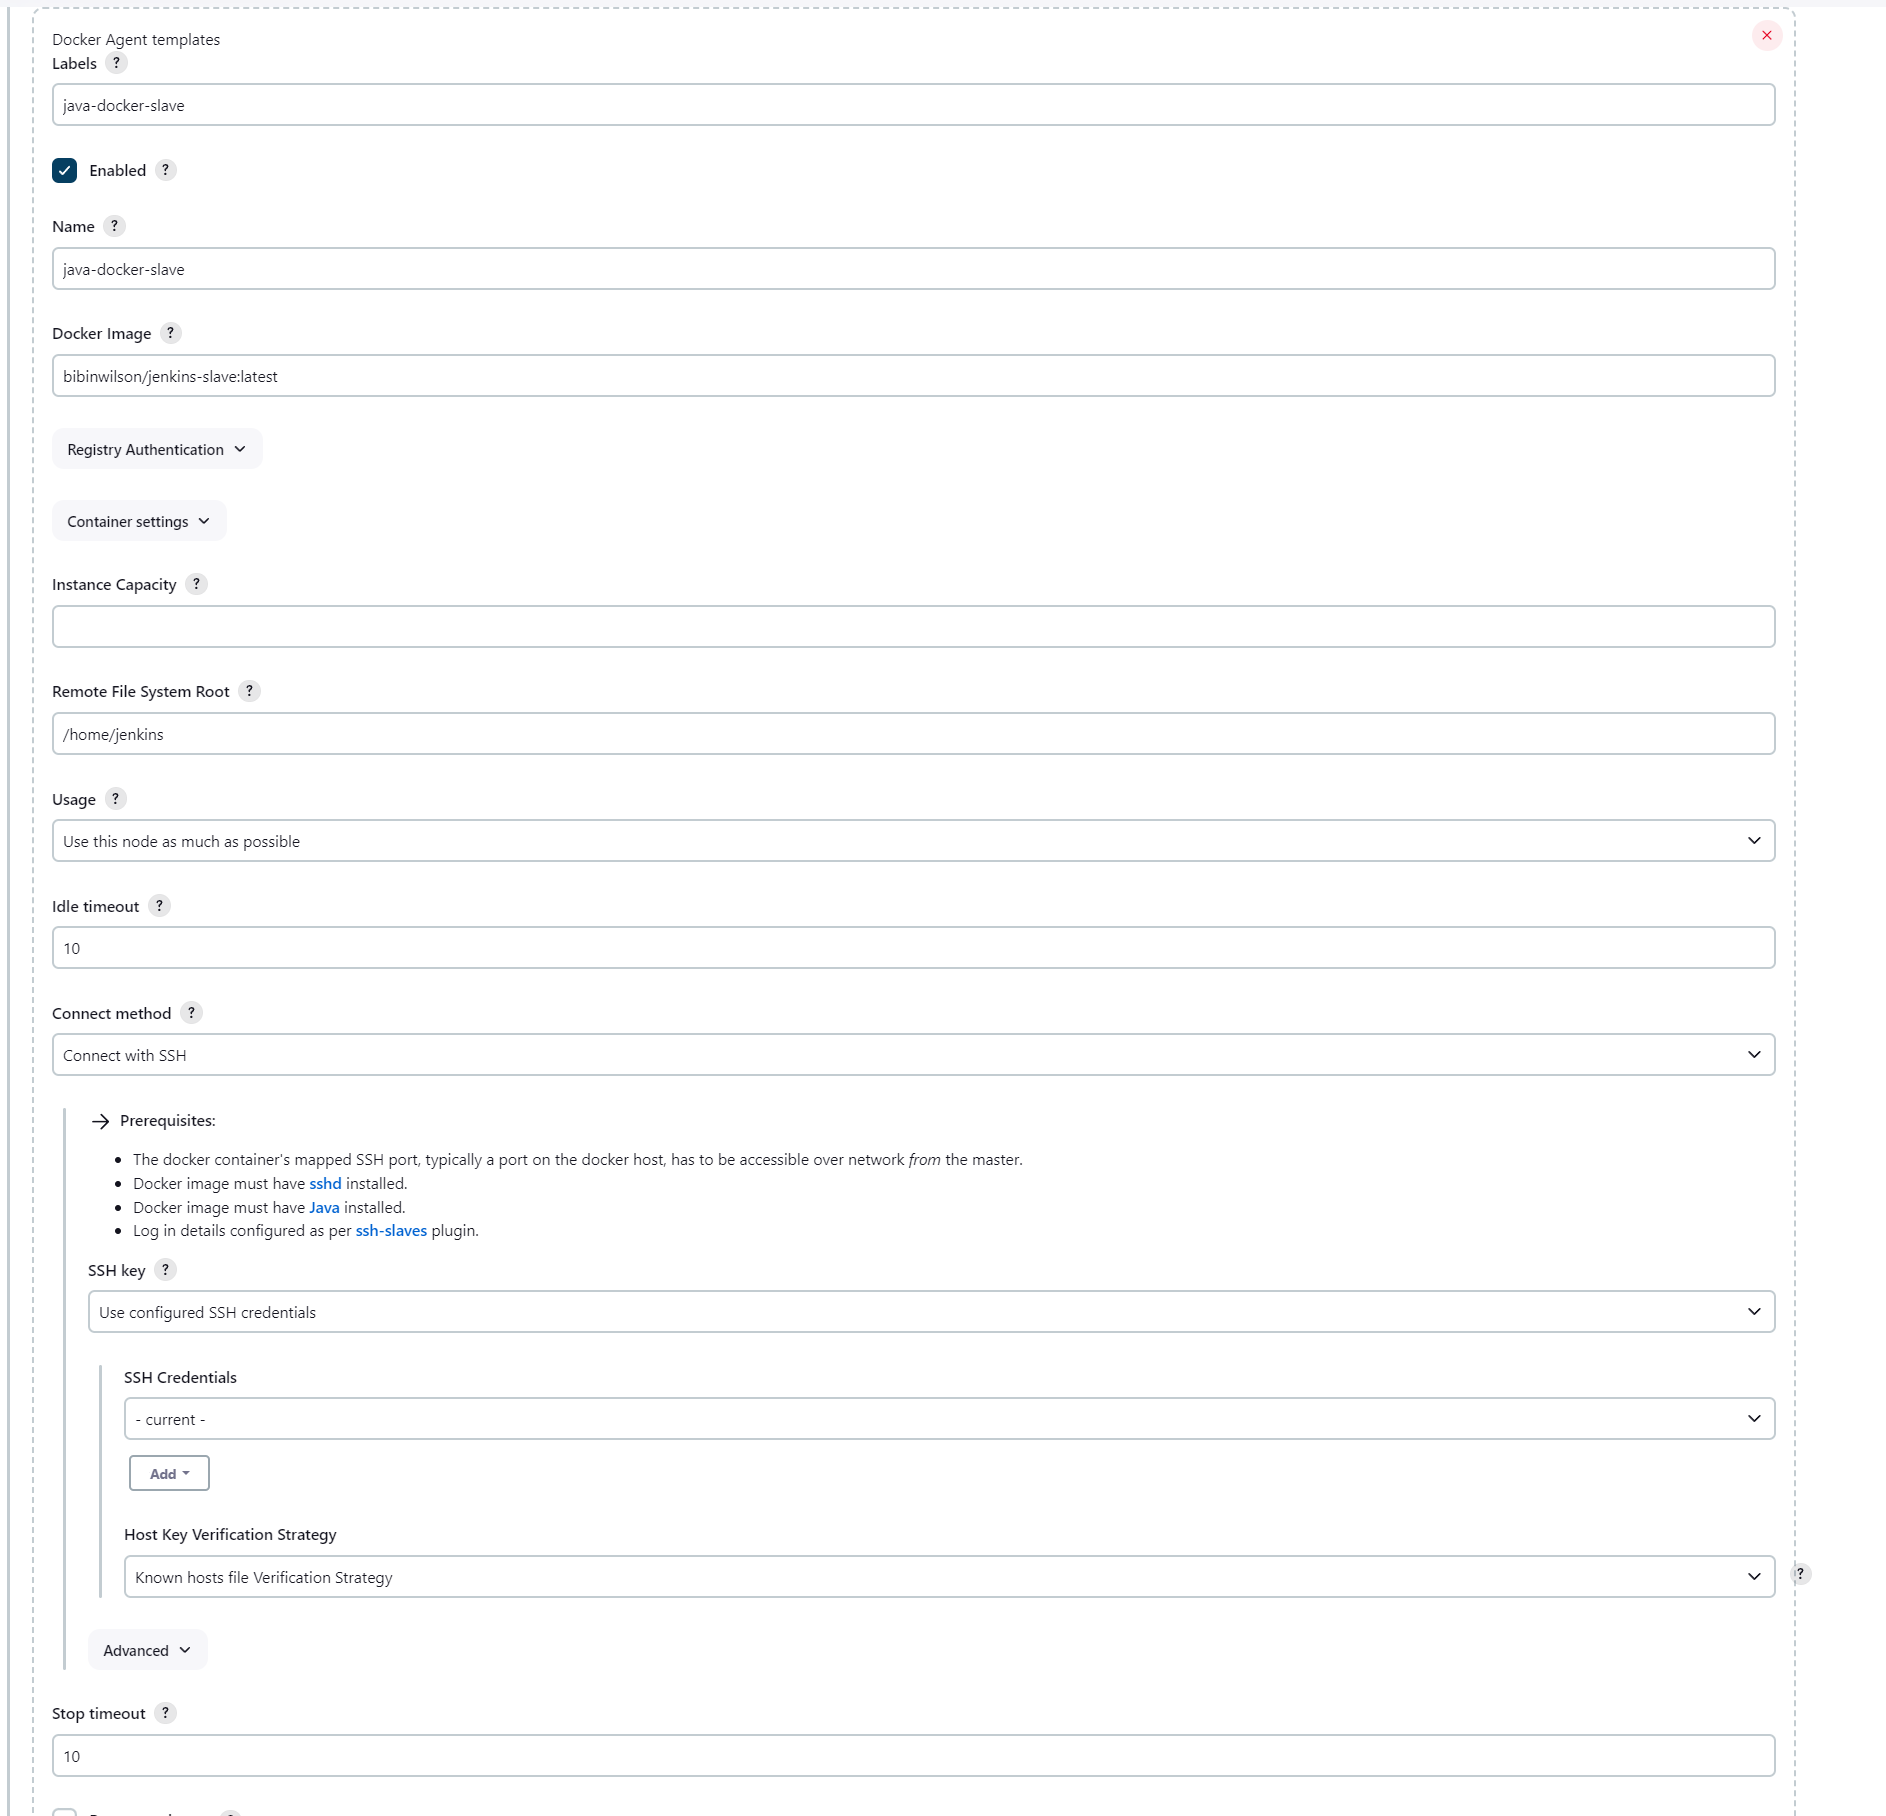 Docker Agent templates
Labels ?
java-docker-slave
Enabled ?
Name ?
java-docker-slave
Docker Image ?
bibinwilson/jenkins-slave:latest
Registry Authentication
Container settings
Instance Capacity ?
Remote File System Root ?
/home/jenkins
Usage ?
Use this node as much as possible
Idle timeout ?
10
Connect method ?
Connect with SSH
Prerequisites:
The docker container's mapped SSH port, typically a port on the docker host, has to be accessible over network from the master.
Docker image must have sshd installed.
Docker image must have Java installed.
Log in details configured as per ssh-slaves plugin.
SSH key ?
Use configured SSH credentials
SSH Credentials
- current -
Add
Host Key Verification Strategy
Known hosts file Verification Strategy ?
Advanced
Stop timeout ?
10